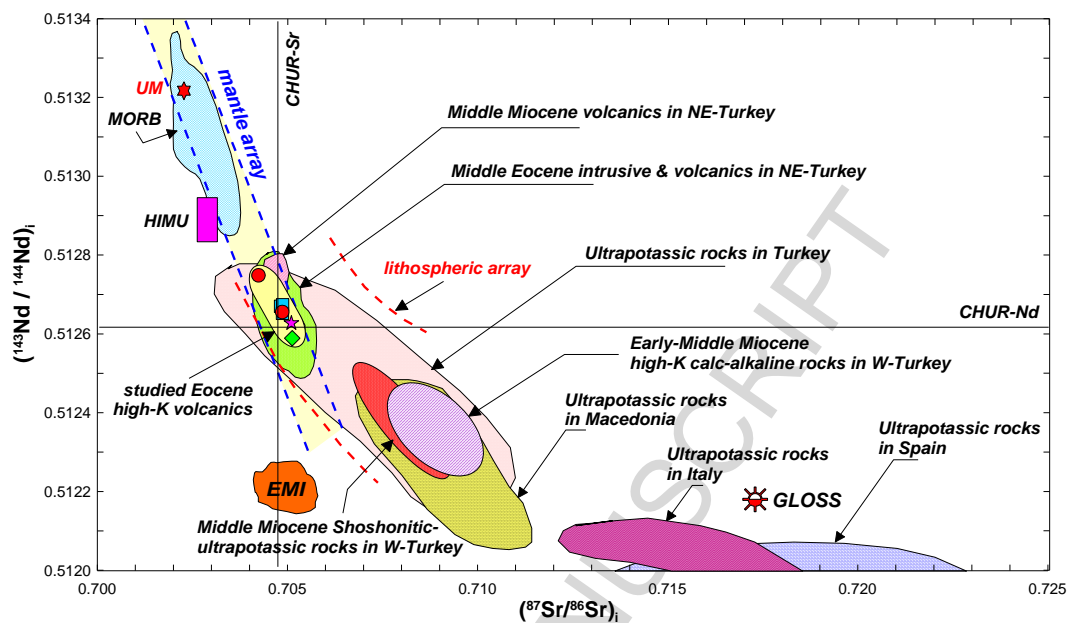 0.5134
0.5132
0.5130
0.5128
0.5126
0.5124
0.5122
0.5120
(¹⁴³Nd / ¹⁴⁴Nd)ᵢ
0.700
0.705
0.710
0.715
0.720
0.725
(⁸⁷Sr/⁸⁶Sr)ᵢ
CHUR-Sr
UM
MORB
mantle array
HIMU
Middle Miocene volcanics in NE-Turkey
Middle Eocene intrusive & volcanics in NE-Turkey
Ultrapotassic rocks in Turkey
lithospheric array
CHUR-Nd
Early-Middle Miocene
high-K calc-alkaline rocks in W-Turkey
studied Eocene
high-K volcanics
Ultrapotassic rocks
in Macedonia
Ultrapotassic rocks
in Spain
Ultrapotassic rocks
in Italy
EMI
GLOSS
Middle Miocene Shoshonitic-
ultrapotassic rocks in W-Turkey
NUSCRIPT